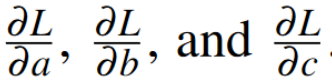 ∂L/∂a, ∂L/∂b, and ∂L/∂c.